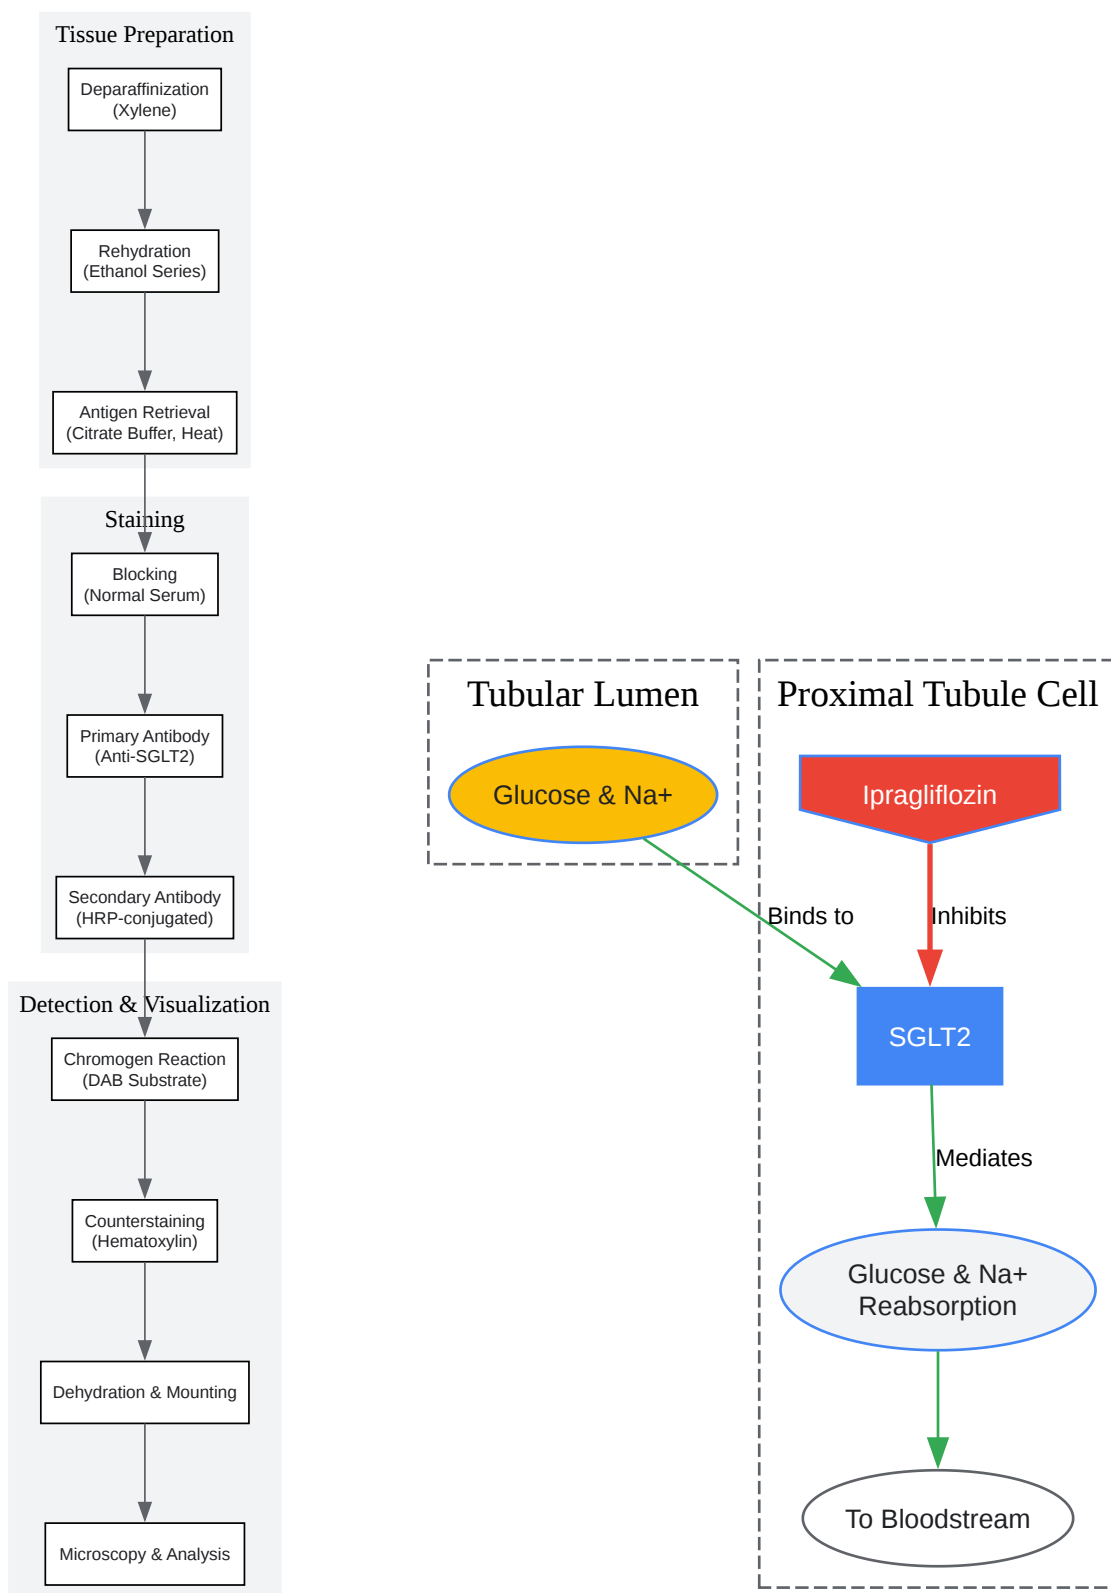 Tissue Preparation
Deparaffinization
(Xylene)
Rehydration
(Ethanol Series)
Antigen Retrieval
(Citrate Buffer, Heat)
Staining
Blocking
(Normal Serum)
Primary Antibody
(Anti-SGLT2)
Secondary Antibody
(HRP-conjugated)
Detection & Visualization
Chromogen Reaction
(DAB Substrate)
Counterstaining
(Hematoxylin)
Dehydration & Mounting
Microscopy & Analysis
Tubular Lumen
Glucose & Na+
Proximal Tubule Cell
Ipragliflozin
Binds to
Inhibits
SGLT2
Mediates
Glucose & Na+
Reabsorption
To Bloodstream